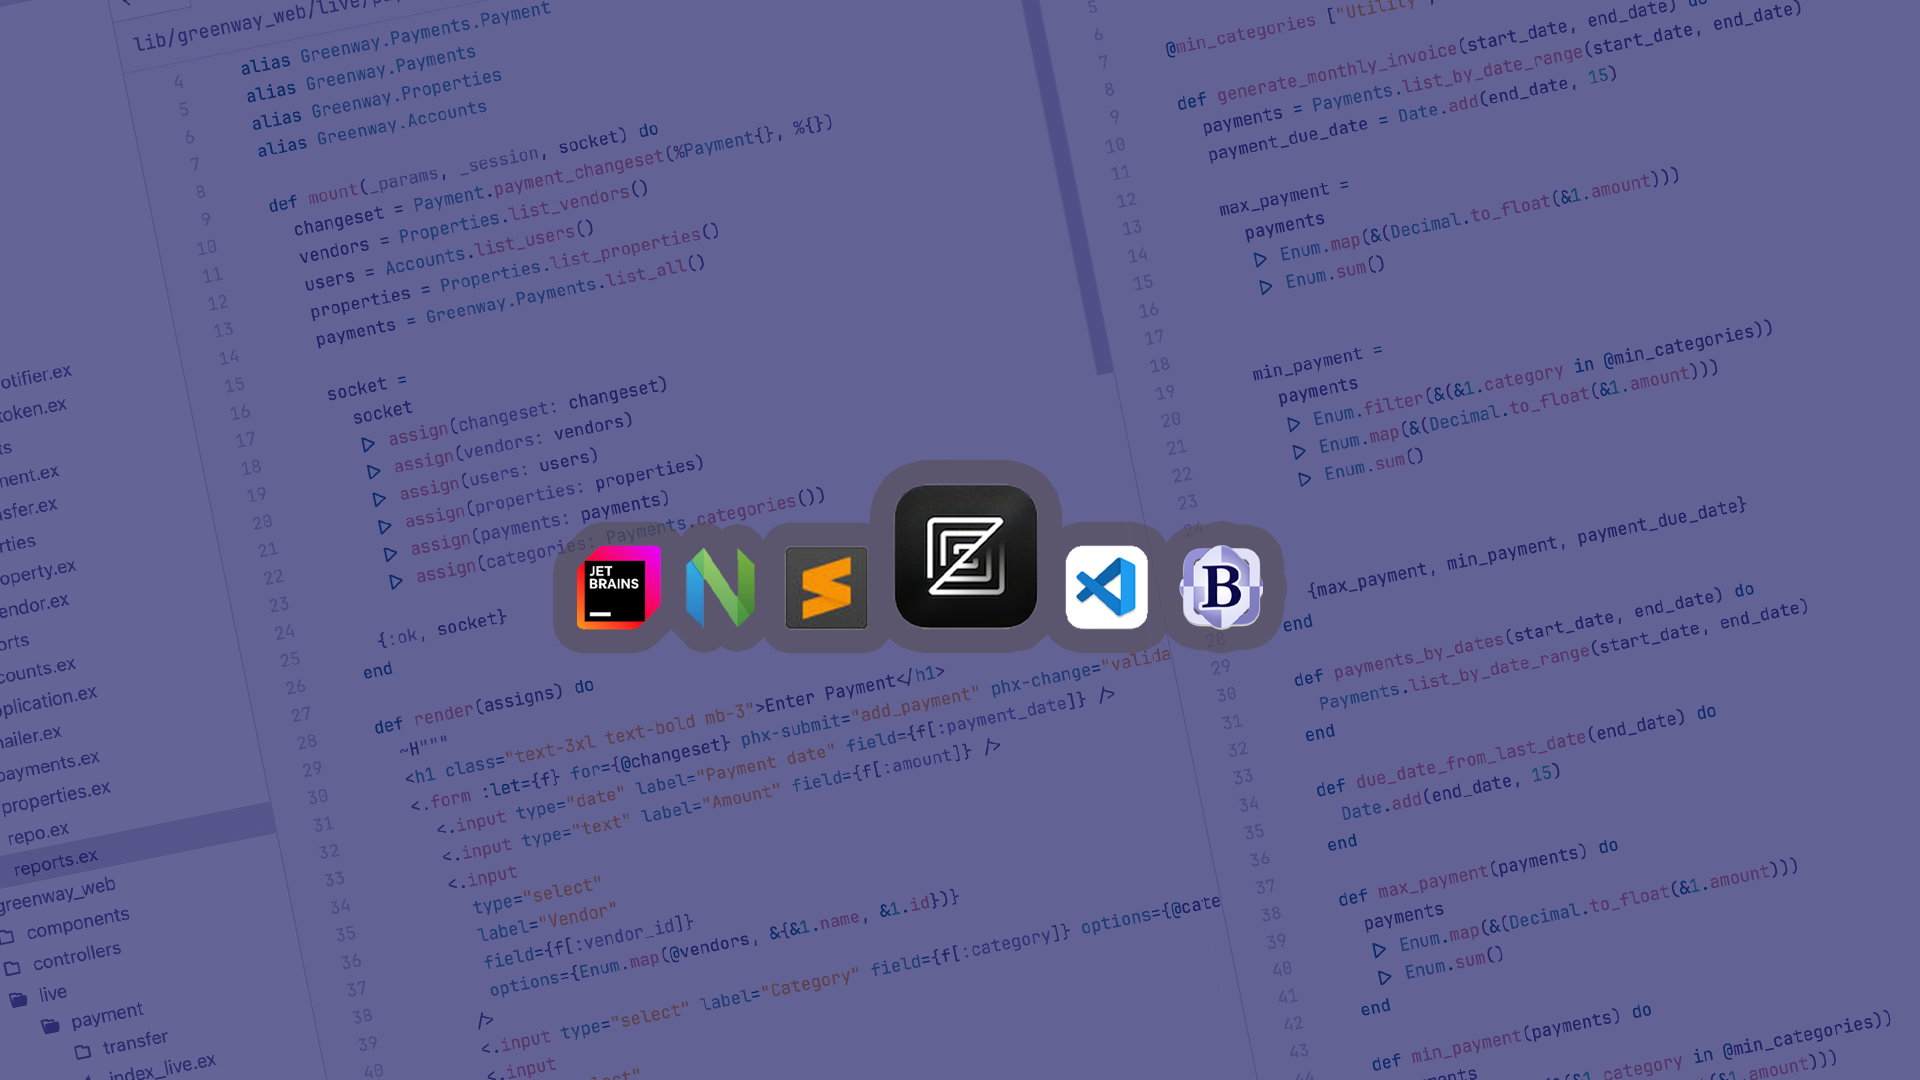 lib/greenway_web/live/
4 alias Greenway.Payments.Payment
5 alias Greenway.Payments
6 alias Greenway.Properties
7 alias Greenway.Accounts
8
9 def mount(_params, _session, socket) do
10 changeset = Payment.payment_changeset(%Payment{}, %{})
11 vendors = Properties.list_vendors()
12 users = Accounts.list_users()
13 properties = Properties.list_properties()
14 payments = Greenway.Payments.list_all()
15
16 socket =
17 socket
18 |> assign(changeset: changeset)
19 |> assign(vendors: vendors)
20 |> assign(users: users)
21 |> assign(properties: properties)
22 |> assign(payments: payments)
23 |> assign(categories: Payments.categories())
24
25 {:ok, socket}
26 end
27
28 def render(assigns) do
29 ~H"""
30 <h1 class="text-3xl text-bold mb-3">Enter Payment</h1>
31 <.form :let={f} for={@changeset} phx-submit="add_payment" phx-change="valida
32 <.input type="date" label="Payment date" field={f[:payment_date]} />
33 <.input type="text" label="Amount" field={f[:amount]} />
34 <.input
35 type="select"
36 label="Vendor"
37 field={f[:vendor_id]}
38 options={Enum.map(@vendors, &{&1.name, &1.id})}
39 />
40 <.input type="select" label="Category" field={f[:category]} options={@cate
<.input
otifier.ex
token.ex
ts
ment.ex
nsfer.ex
rties
operty.ex
endor.ex
orts
counts.ex
pplication.ex
mailer.ex
payments.ex
properties.ex
repo.ex
reports.ex
greenway_web
components
controllers
live
payment
transfer
index_live.ex
JET
BRAINS
N
Z
B
5 @min_categories ["Utility",
6
7 def generate_monthly_invoice(start_date, end_date) do
8 payments = Payments.list_by_date_range(start_date, end_date)
9 payment_due_date = Date.add(end_date, 15)
10
11 max_payment =
12 payments
13 |> Enum.map(&(Decimal.to_float(&1.amount)))
14 |> Enum.sum()
15
16
17 min_payment =
18 payments
19 |> Enum.filter(&(&1.category in @min_categories))
20 |> Enum.map(&(Decimal.to_float(&1.amount)))
21 |> Enum.sum()
22
23
24
{max_payment, min_payment, payment_due_date}
end
28
29 def payments_by_dates(start_date, end_date) do
30 Payments.list_by_date_range(start_date, end_date)
31 end
32
33 def due_date_from_last_date(end_date) do
34 Date.add(end_date, 15)
35 end
36
37 def max_payment(payments) do
38 payments
39 |> Enum.map(&(Decimal.to_float(&1.amount)))
40 |> Enum.sum()
41 end
42
43 def min_payment(payments) do
44 payments
&1.category in @min_categories))
&1.amount)))